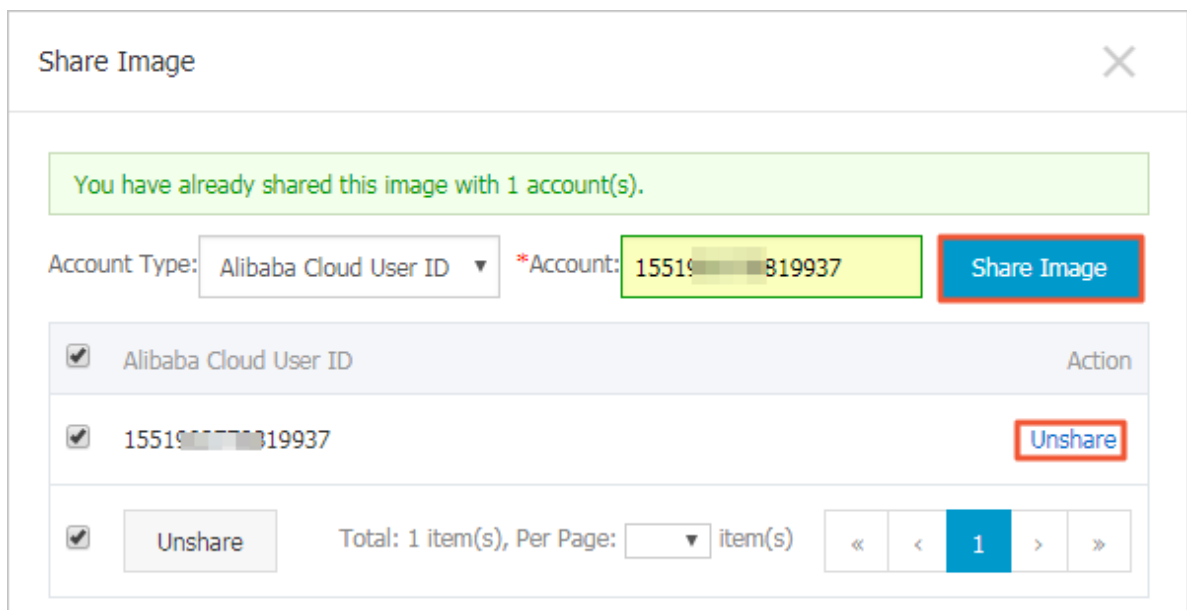 Share Image
You have already shared this image with 1 account(s).
Account Type: Alibaba Cloud User ID *Account: 1551 819937 Share Image
Alibaba Cloud User ID Action
1551 819937 Unshare
Unshare Total: 1 item(s), Per Page: item(s) « ‹ 1 › »